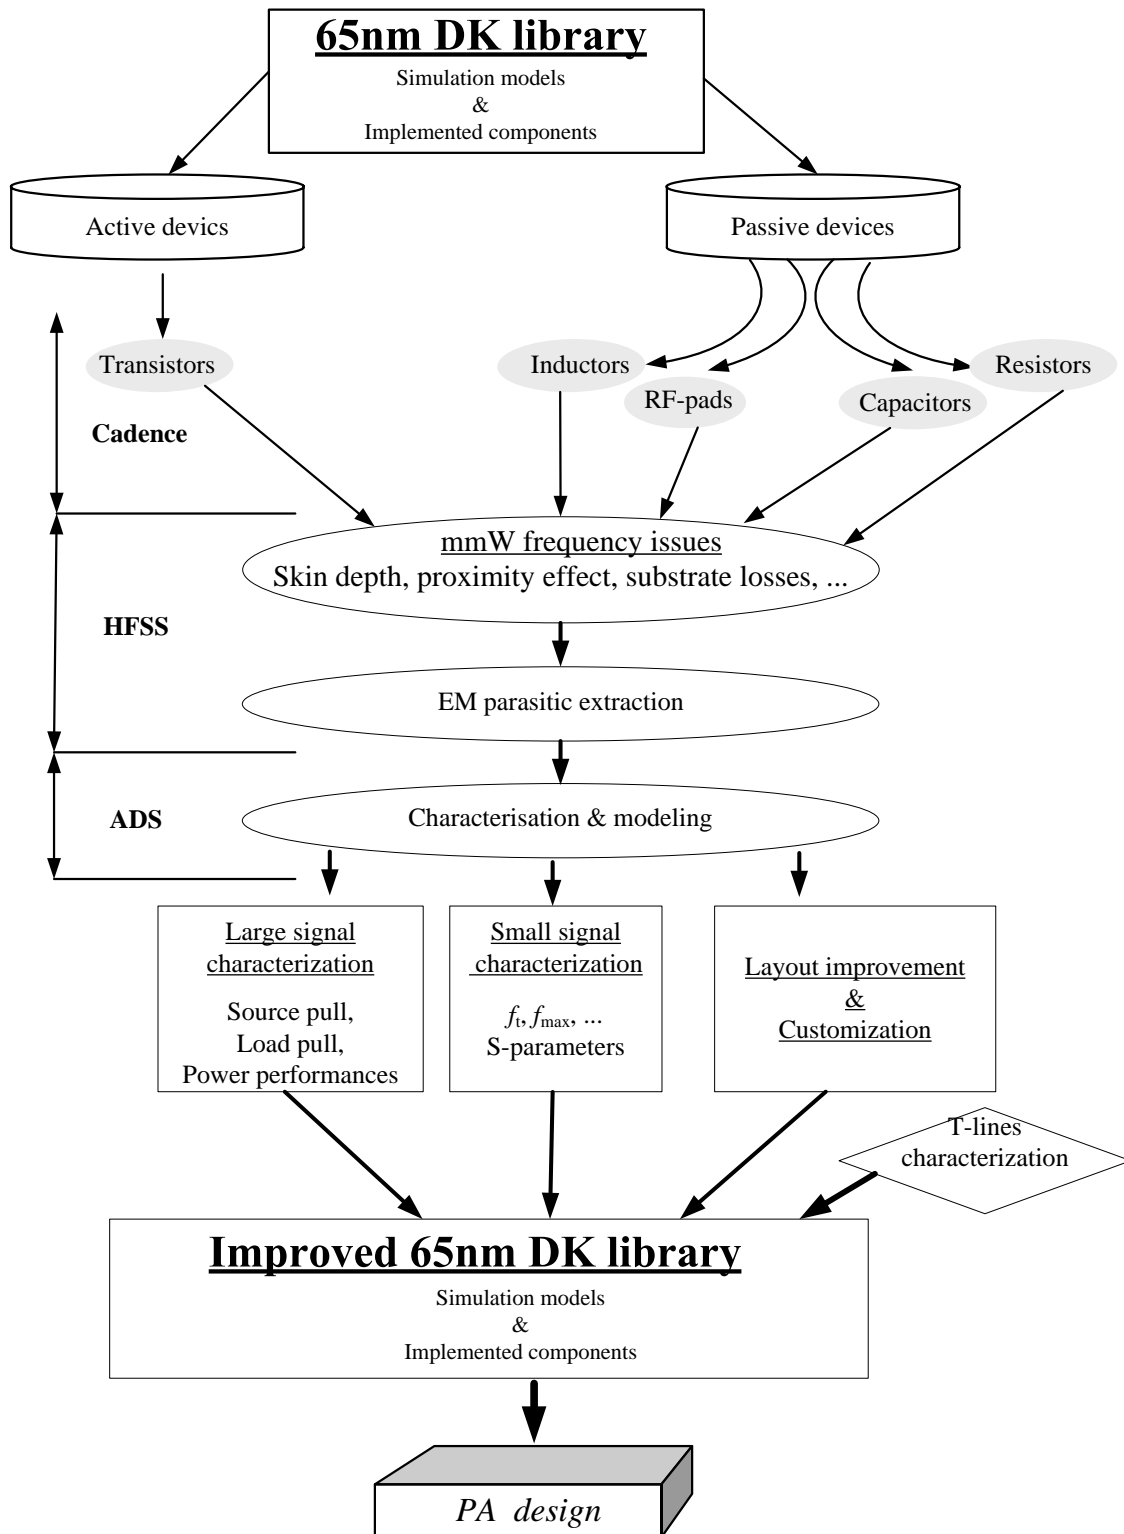 65nm DK library
Simulation models
&
Implemented components
Active devics
Passive devices
Transistors
Inductors
Resistors
RF-pads
Capacitors
Cadence
mmW frequency issues
Skin depth, proximity effect, substrate losses, ...
HFSS
EM parasitic extraction
ADS
Characterisation & modeling
Large signal
characterization
Source pull,
Load pull,
Power performances
Small signal
characterization
ft, fmax, ...
S-parameters
Layout improvement
&
Customization
T-lines
characterization
Improved 65nm DK library
Simulation models
&
Implemented components
PA design